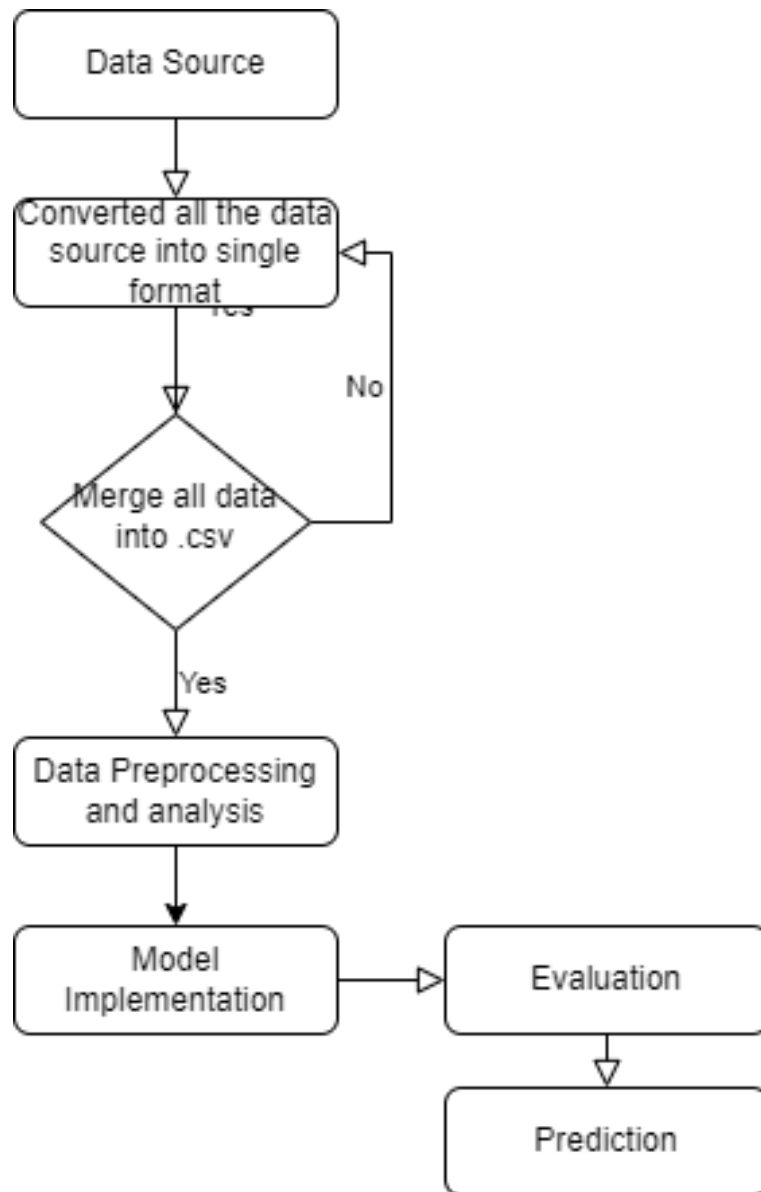 Data Source
Converted all the data
source into single
format
Yes
No
Merge all data
into .csv
Yes
Data Preprocessing
and analysis
Model
Implementation
Evaluation
Prediction